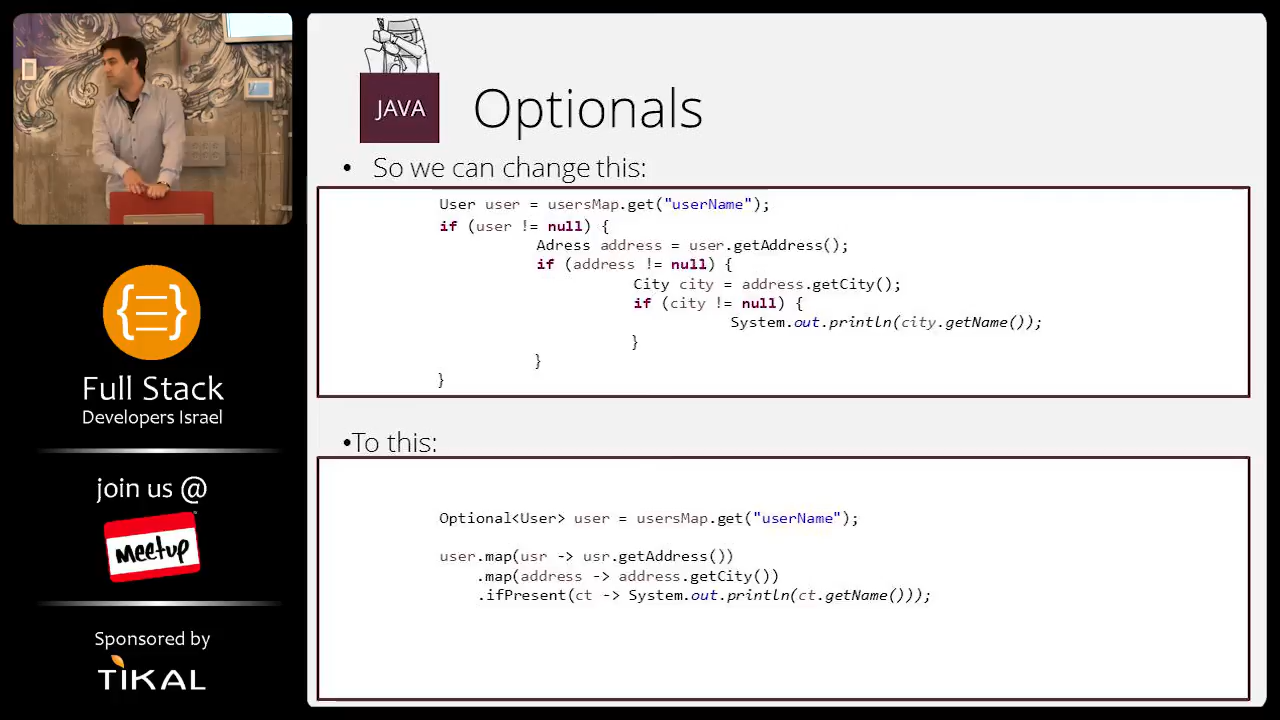 JAVA
Optionals
• So we can change this:
User user = usersMap.get("userName");
if (user != null) {
Adress address = user.getAddress();
if (address != null) {
City city = address.getCity();
if (city != null) {
System.out.println(city.getName());
}
}
}
•To this:
Optional<User> user = usersMap.get("userName");
user.map(usr -> usr.getAddress())
.map(address -> address.getCity())
.ifPresent(ct -> System.out.println(ct.getName()));
{☰}
Full Stack
Developers Israel
join us @
Meetup
Sponsored by
TIKAL